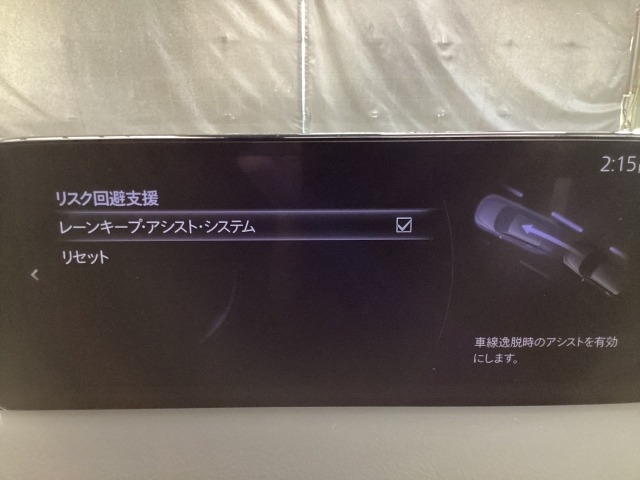 2:15
リスク回避支援
レーンキープ・アシスト・システム
リセット
車線逸脱時のアシストを有効
にします。